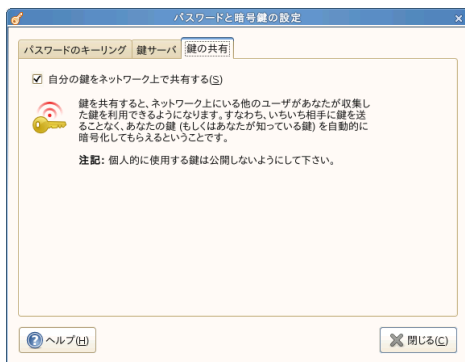 パスワードと暗号鍵の設定
パスワードのキーリング 鍵サーバ 鍵の共有
自分の鍵をネットワーク上で共有する(S)
鍵を共有すると、ネットワーク上にいる他のユーザがあなたが収集し
た鍵を利用できるようになります。すなわち、いちいち相手に鍵を送
ることなく、あなたの鍵 (もしくはあなたが知っている鍵) を自動的に
暗号化してもらえるということです。
注記: 個人的に使用する鍵は公開しないようにして下さい。
ヘルプ(H) 閉じる(C)